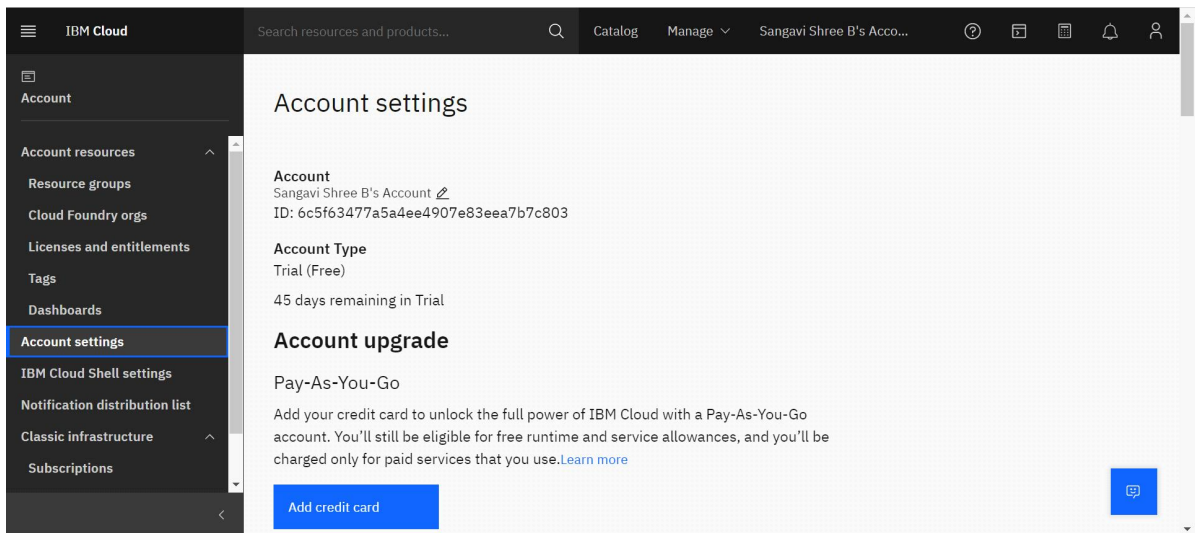 IBM Cloud
Search resources and products...
Catalog
Manage
Sangavi Shree B's Acco...
Account
Account resources
Resource groups
Cloud Foundry orgs
Licenses and entitlements
Tags
Dashboards
Account settings
IBM Cloud Shell settings
Notification distribution list
Classic infrastructure
Subscriptions
Account settings
Account
Sangavi Shree B's Account
ID: 6c5f63477a5a4ee4907e83eea7b7c803
Account Type
Trial (Free)
45 days remaining in Trial
Account upgrade
Pay-As-You-Go
Add your credit card to unlock the full power of IBM Cloud with a Pay-As-You-Go
account. You’ll still be eligible for free runtime and service allowances, and you’ll be
charged only for paid services that you use.Learn more
Add credit card